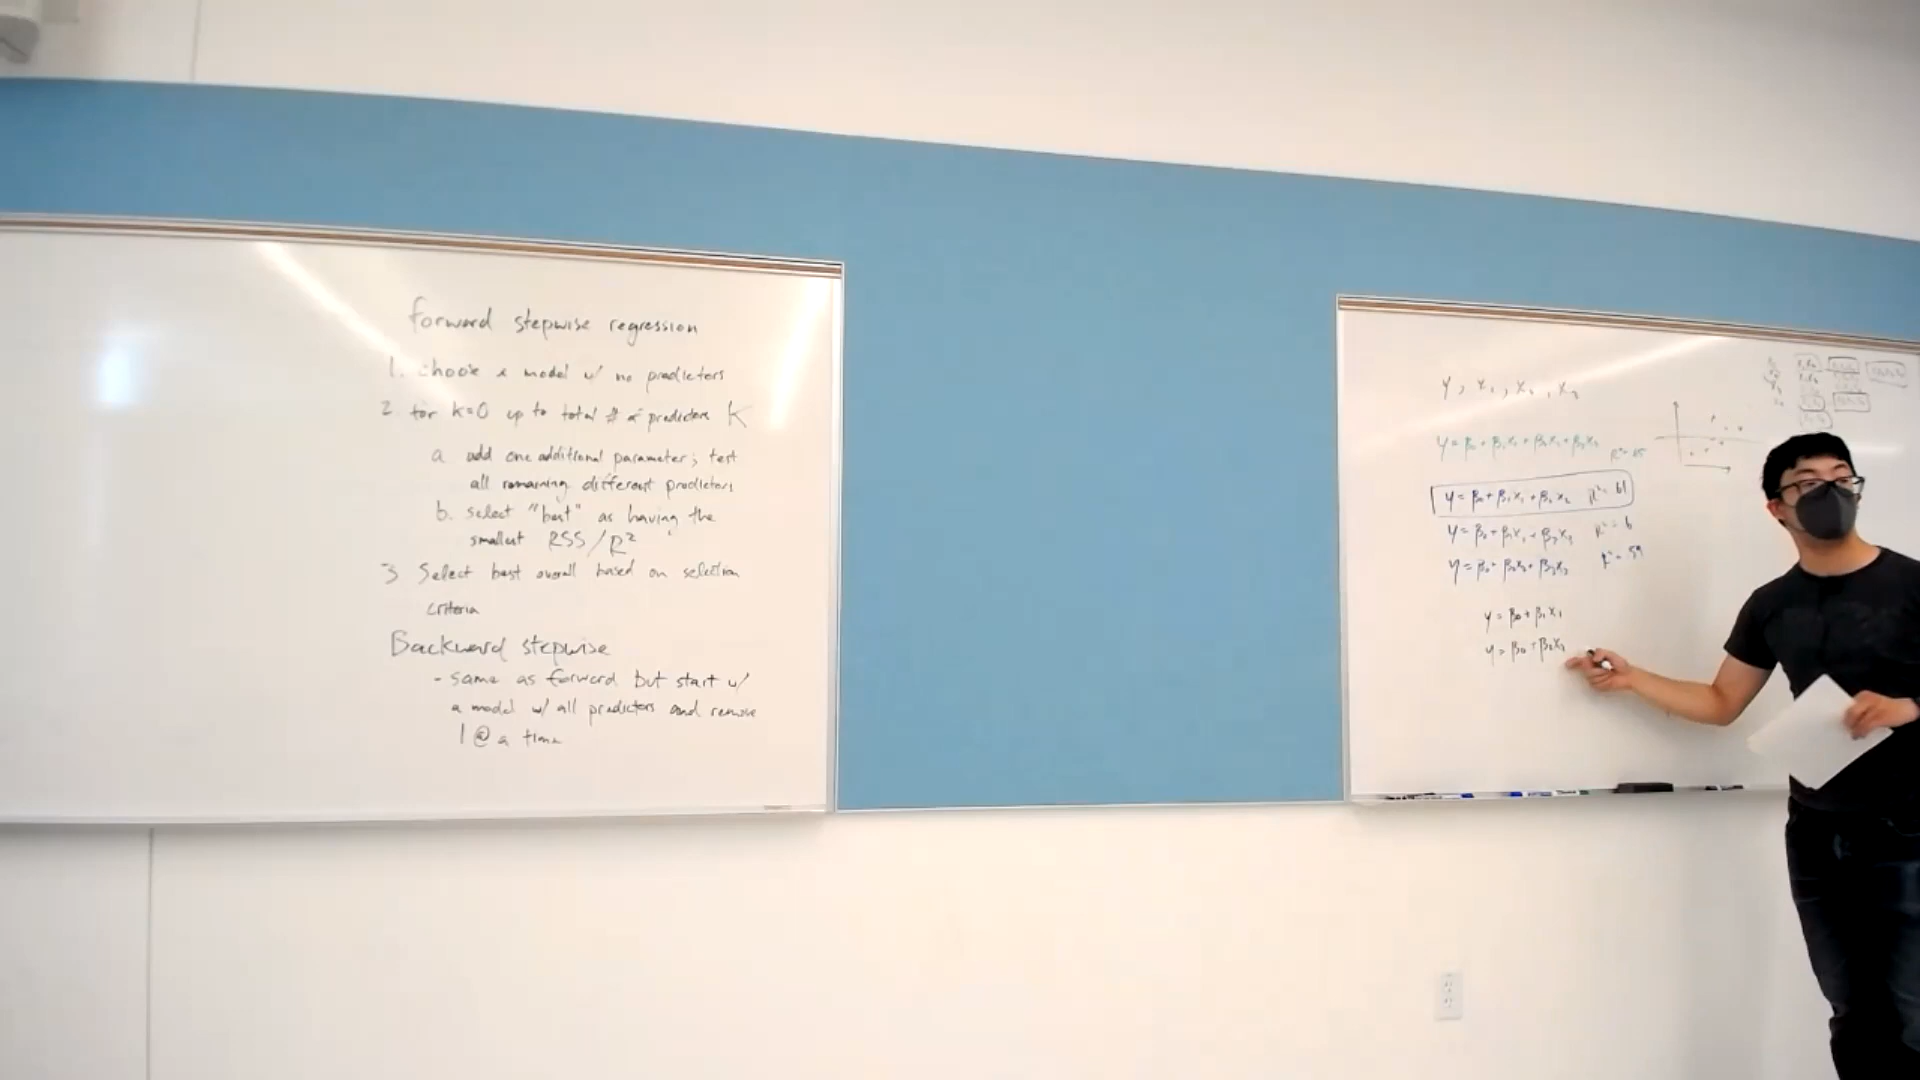 forward stepwise regression
1. choose a model w/ no predictors
2. for k=0 up to total # of predictors K
a add one additional parameter; test
all remaining different predictors
b. select "best" as having the
smallest RSS/R²
3 Select best overall based on selection
criteria
Backward stepwise
- same as forward but start w/
a model w/ all predictors and remove
1 @ a time
y, x₁, x₂, x₃
y = β₀ + β₁x₁ + β₂x₂ + β₃x₃ R²=.65
y = β₀ + β₁x₁ + β₂x₂ R²=.61
y = β₀ + β₁x₁ + β₃x₃ R²=.6
y = β₀ + β₂x₂ + β₃x₃ R²=.59
y = β₀ + β₁x₁
y = β₀ + β₂x₂